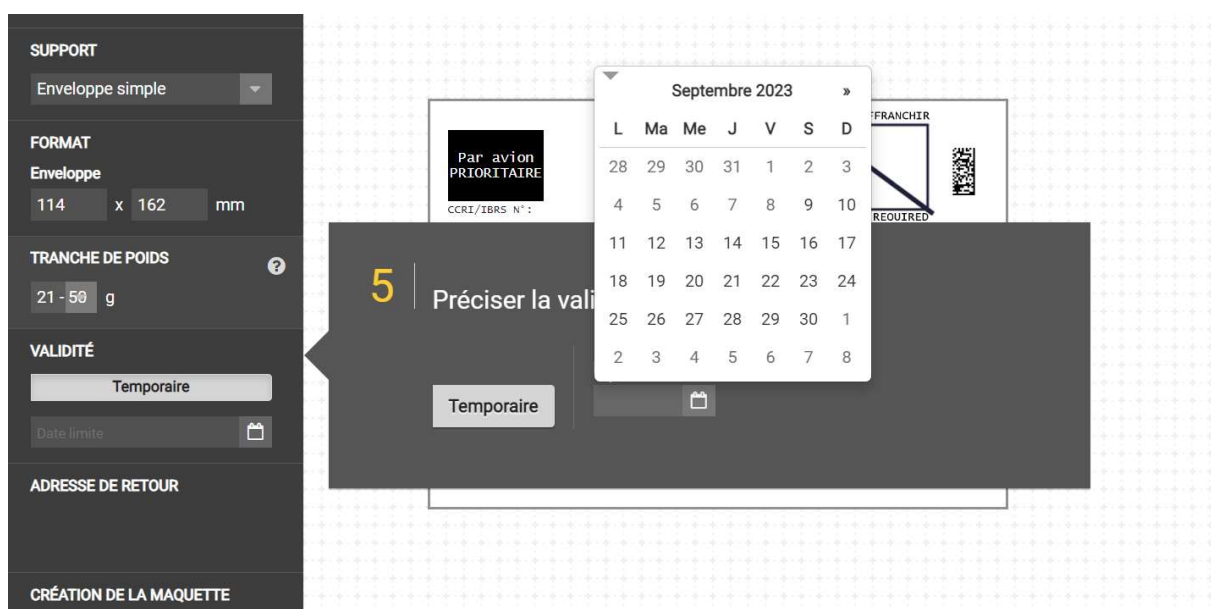 SUPPORT
Enveloppe simple
FORMAT
Enveloppe
114 x 162 mm
TRANCHE DE POIDS
?
21 - 50 g
VALIDITÉ
Temporaire
Date limite
ADRESSE DE RETOUR
CRÉATION DE LA MAQUETTE
Par avion
PRIORITAIRE
CCRI/IBRS N°:
FFRANCHIR
REQUIRED
5
Préciser la vali
Temporaire
Septembre 2023 »
L Ma Me J V S D
28 29 30 31 1 2 3
4 5 6 7 8 9 10
11 12 13 14 15 16 17
18 19 20 21 22 23 24
25 26 27 28 29 30 1
2 3 4 5 6 7 8